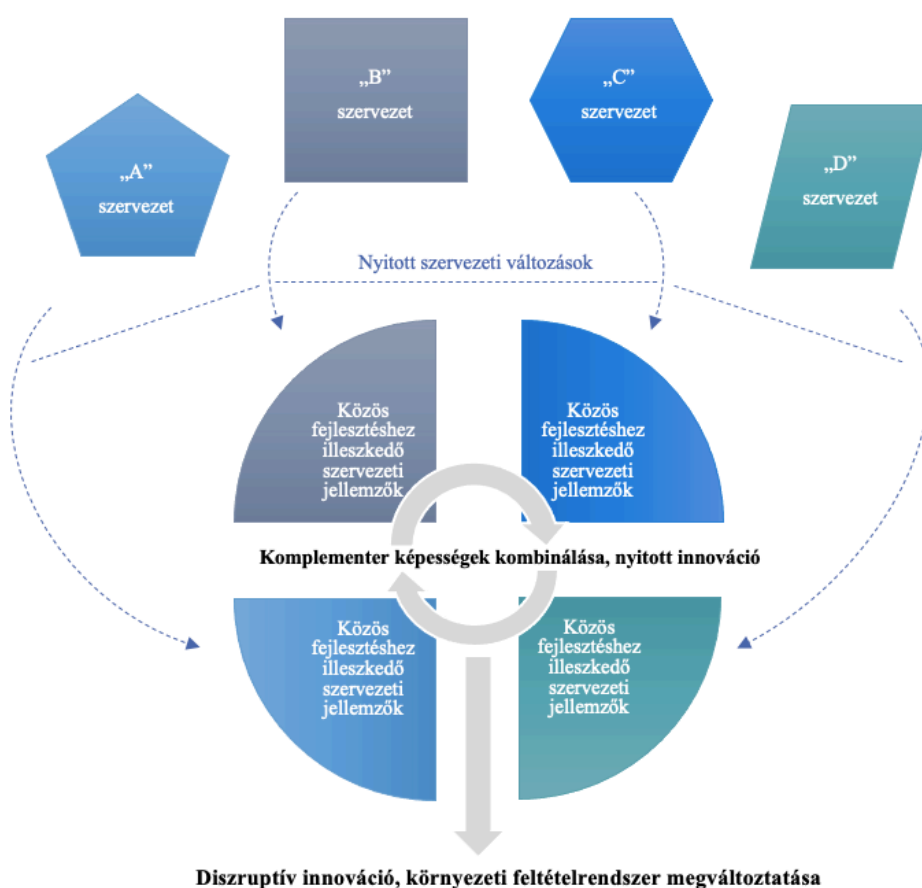 „B”
szervezet
„C”
szervezet
„A”
szervezet
„D”
szervezet
Nyitott szervezeti változások
Közös
fejlesztéshez
illeszkedő
szervezeti
jellemzők
Közös
fejlesztéshez
illeszkedő
szervezeti
jellemzők
Komplementer képességek kombinálása, nyitott innováció
Közös
fejlesztéshez
illeszkedő
szervezeti
jellemzők
Közös
fejlesztéshez
illeszkedő
szervezeti
jellemzők
Diszruptív innováció, környezeti feltételrendszer megváltoztatása